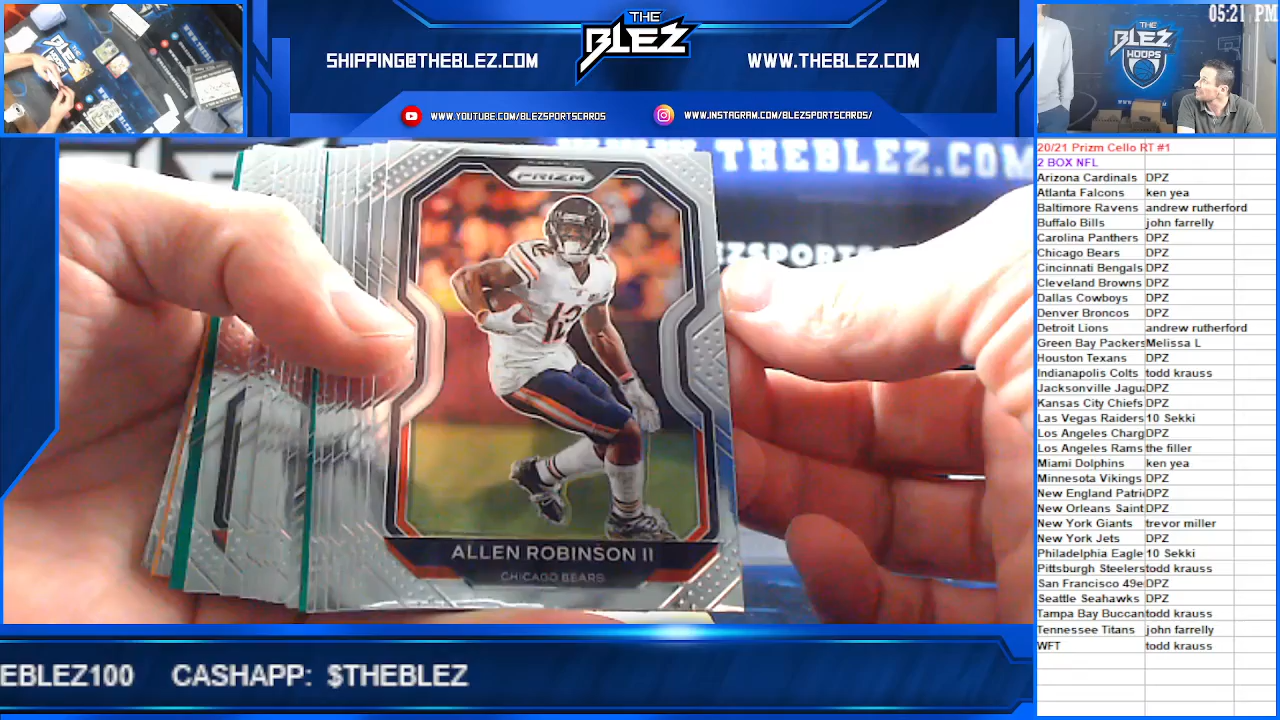 THE
BLEZ
SHIPPING@THEBLEZ.COM
WWW.THEBLEZ.COM
WWW.YOUTUBE.COM/BLEZSPORTSCARDS
WWW.INSTAGRAM.COM/BLEZSPORTSCARDS/
05:21 PM
THE
BLEZ
HOOPS
WWW.THEBLEZ.COM
PRIZM
12
ALLEN ROBINSON II
CHICAGO BEARS
20/21 Prizm Cello RT #1
2 BOX NFL
Arizona Cardinals DPZ
Atlanta Falcons ken yea
Baltimore Ravens andrew rutherford
Buffalo Bills john farrelly
Carolina Panthers DPZ
Chicago Bears DPZ
Cincinnati Bengals DPZ
Cleveland Browns DPZ
Dallas Cowboys DPZ
Denver Broncos DPZ
Detroit Lions andrew rutherford
Green Bay Packers Melissa L
Houston Texans DPZ
Indianapolis Colts todd krauss
Jacksonville Jagu DPZ
Kansas City Chiefs DPZ
Las Vegas Raiders 10 Sekki
Los Angeles Charg DPZ
Los Angeles Rams the filler
Miami Dolphins ken yea
Minnesota Vikings DPZ
New England Patri DPZ
New Orleans Saint DPZ
New York Giants trevor miller
New York Jets DPZ
Philadelphia Eagle 10 Sekki
Pittsburgh Steelers todd krauss
San Francisco 49e DPZ
Seattle Seahawks DPZ
Tampa Bay Buccan todd krauss
Tennessee Titans john farrelly
WFT todd krauss
EBLEZ100 CASHAPP: $THEBLEZ